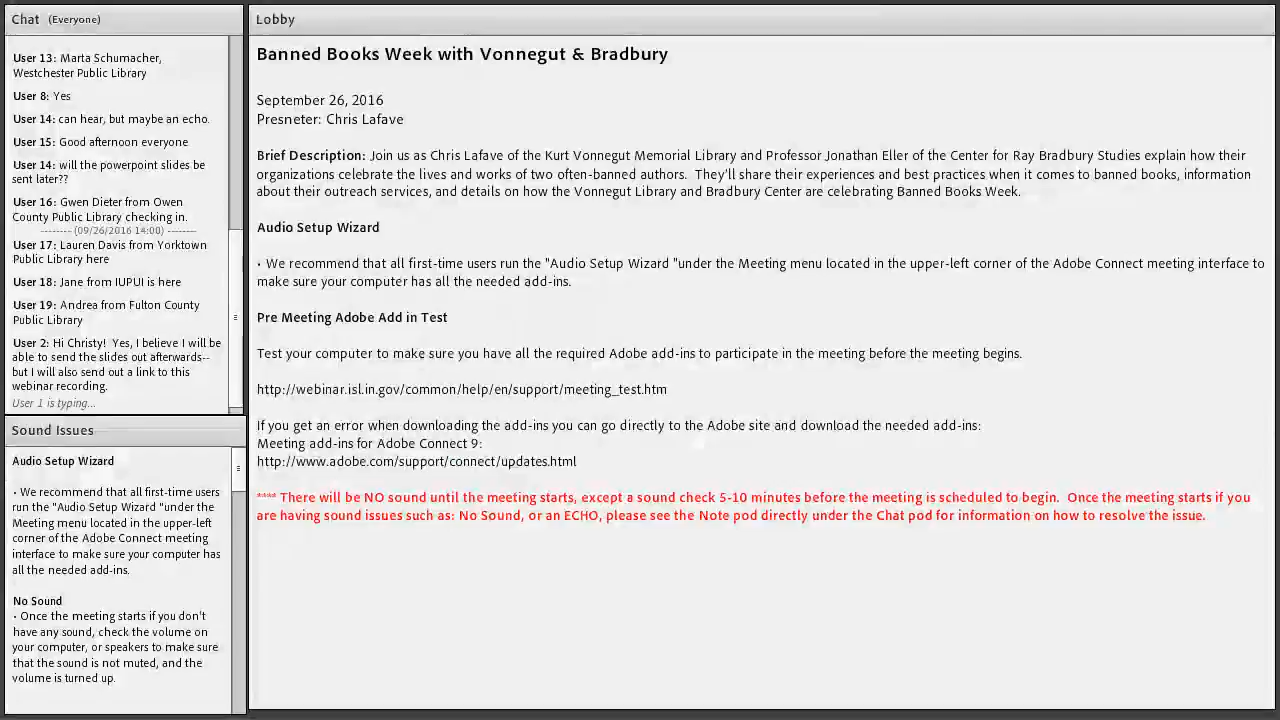 Chat (Everyone)
User 13: Marta Schumacher,
Westchester Public Library
User 8: Yes
User 14: can hear, but maybe an echo.
User 15: Good afternoon everyone
User 14: will the powerpoint slides be
sent later??
User 16: Gwen Dieter from Owen
County Public Library checking in.
-------- (09/26/2016 14:00) --------
User 17: Lauren Davis from Yorktown
Public Library here
User 18: Jane from IUPUI is here
User 19: Andrea from Fulton County
Public Library
User 2: Hi Christy!  Yes, I believe I will be
able to send the slides out afterwards--
but I will also send out a link to this
webinar recording.
User 1 is typing...
Sound Issues
Audio Setup Wizard
• We recommend that all first-time users
run the "Audio Setup Wizard "under the
Meeting menu located in the upper-left
corner of the Adobe Connect meeting
interface to make sure your computer has
all the needed add-ins.
No Sound
• Once the meeting starts if you don't
have any sound, check the volume on
your computer, or speakers to make sure
that the sound is not muted, and the
volume is turned up.
Lobby
Banned Books Week with Vonnegut & Bradbury
September 26, 2016
Presneter: Chris Lafave
Brief Description: Join us as Chris Lafave of the Kurt Vonnegut Memorial Library and Professor Jonathan Eller of the Center for Ray Bradbury Studies explain how their
organizations celebrate the lives and works of two often-banned authors.  They'll share their experiences and best practices when it comes to banned books, information
about their outreach services, and details on how the Vonnegut Library and Bradbury Center are celebrating Banned Books Week.
Audio Setup Wizard
• We recommend that all first-time users run the "Audio Setup Wizard "under the Meeting menu located in the upper-left corner of the Adobe Connect meeting interface to
make sure your computer has all the needed add-ins.
Pre Meeting Adobe Add in Test
Test your computer to make sure you have all the required Adobe add-ins to participate in the meeting before the meeting begins.
http://webinar.isl.in.gov/common/help/en/support/meeting_test.htm
If you get an error when downloading the add-ins you can go directly to the Adobe site and download the needed add-ins:
Meeting add-ins for Adobe Connect 9:
http://www.adobe.com/support/connect/updates.html
**** There will be NO sound until the meeting starts, except a sound check 5-10 minutes before the meeting is scheduled to begin.  Once the meeting starts if you
are having sound issues such as: No Sound, or an ECHO, please see the Note pod directly under the Chat pod for information on how to resolve the issue.